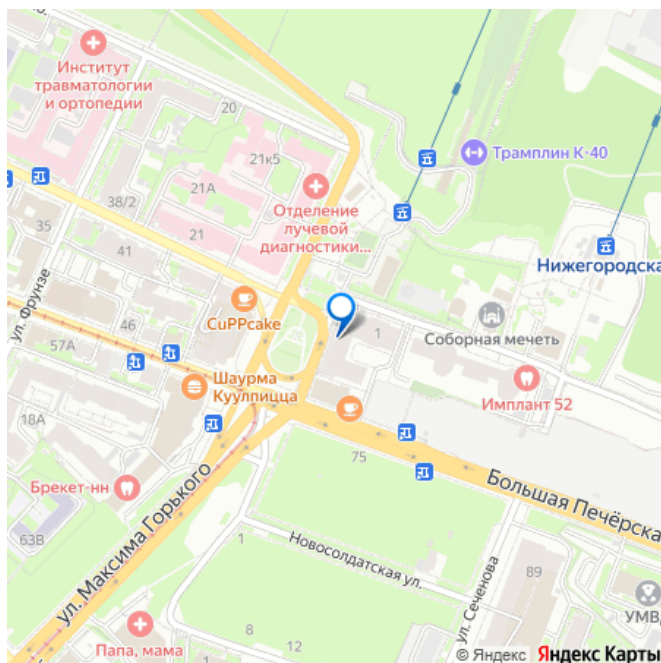 Институт
травматологии
и ортопедии
20
21к5
21А
38/2
21
Отделение
лучевой
диагностики...
Трамплин К-40
35
41
ул. Фрунзе
46
57А
18А
CuPPcake
Нижегородска
1
Соборная мечеть
Шаурма
Куулпицца
Имплант 52
75
Большая Печёрска
Брекет-нн
63В
ул. Максима Горького
1
Новосолдатская ул.
ул. Сеченова
89
УМВД
8
12
Папа, мама
© Яндекс Яндекс Карты